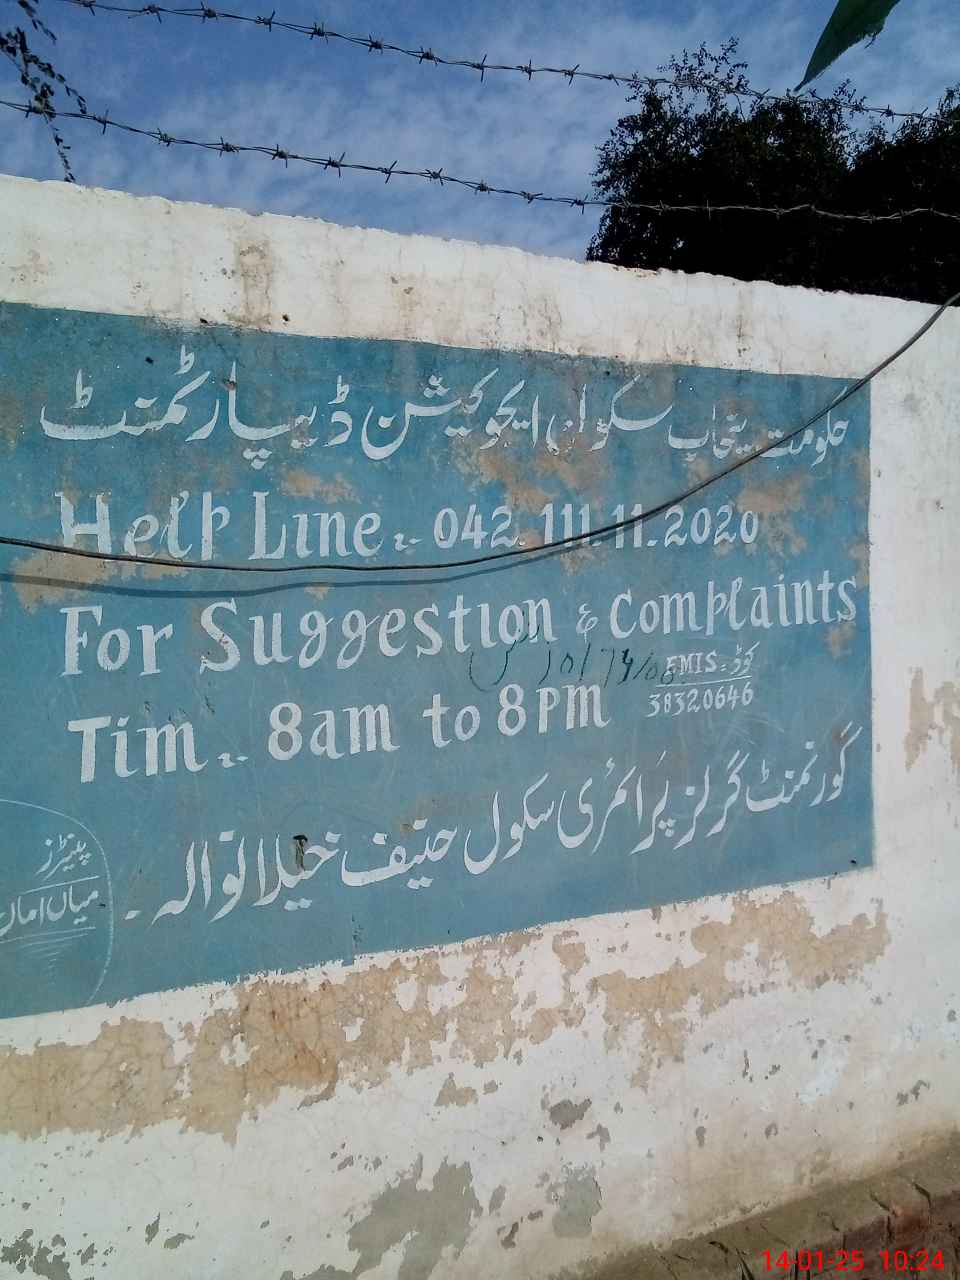 حکومت پنجاب سکول ایجوکیشن ڈیپارٹمنٹ
Help Line:- 042.111.11.2020
For Suggestion & Complaints
EMIS کوڈ:
38320646
Tim:- 8am to 8pm
گورنمنٹ گرلز پرائمری سکول حنیف خیلانوالہ۔
پینٹرز
میاں امان
14-01-25 10:24